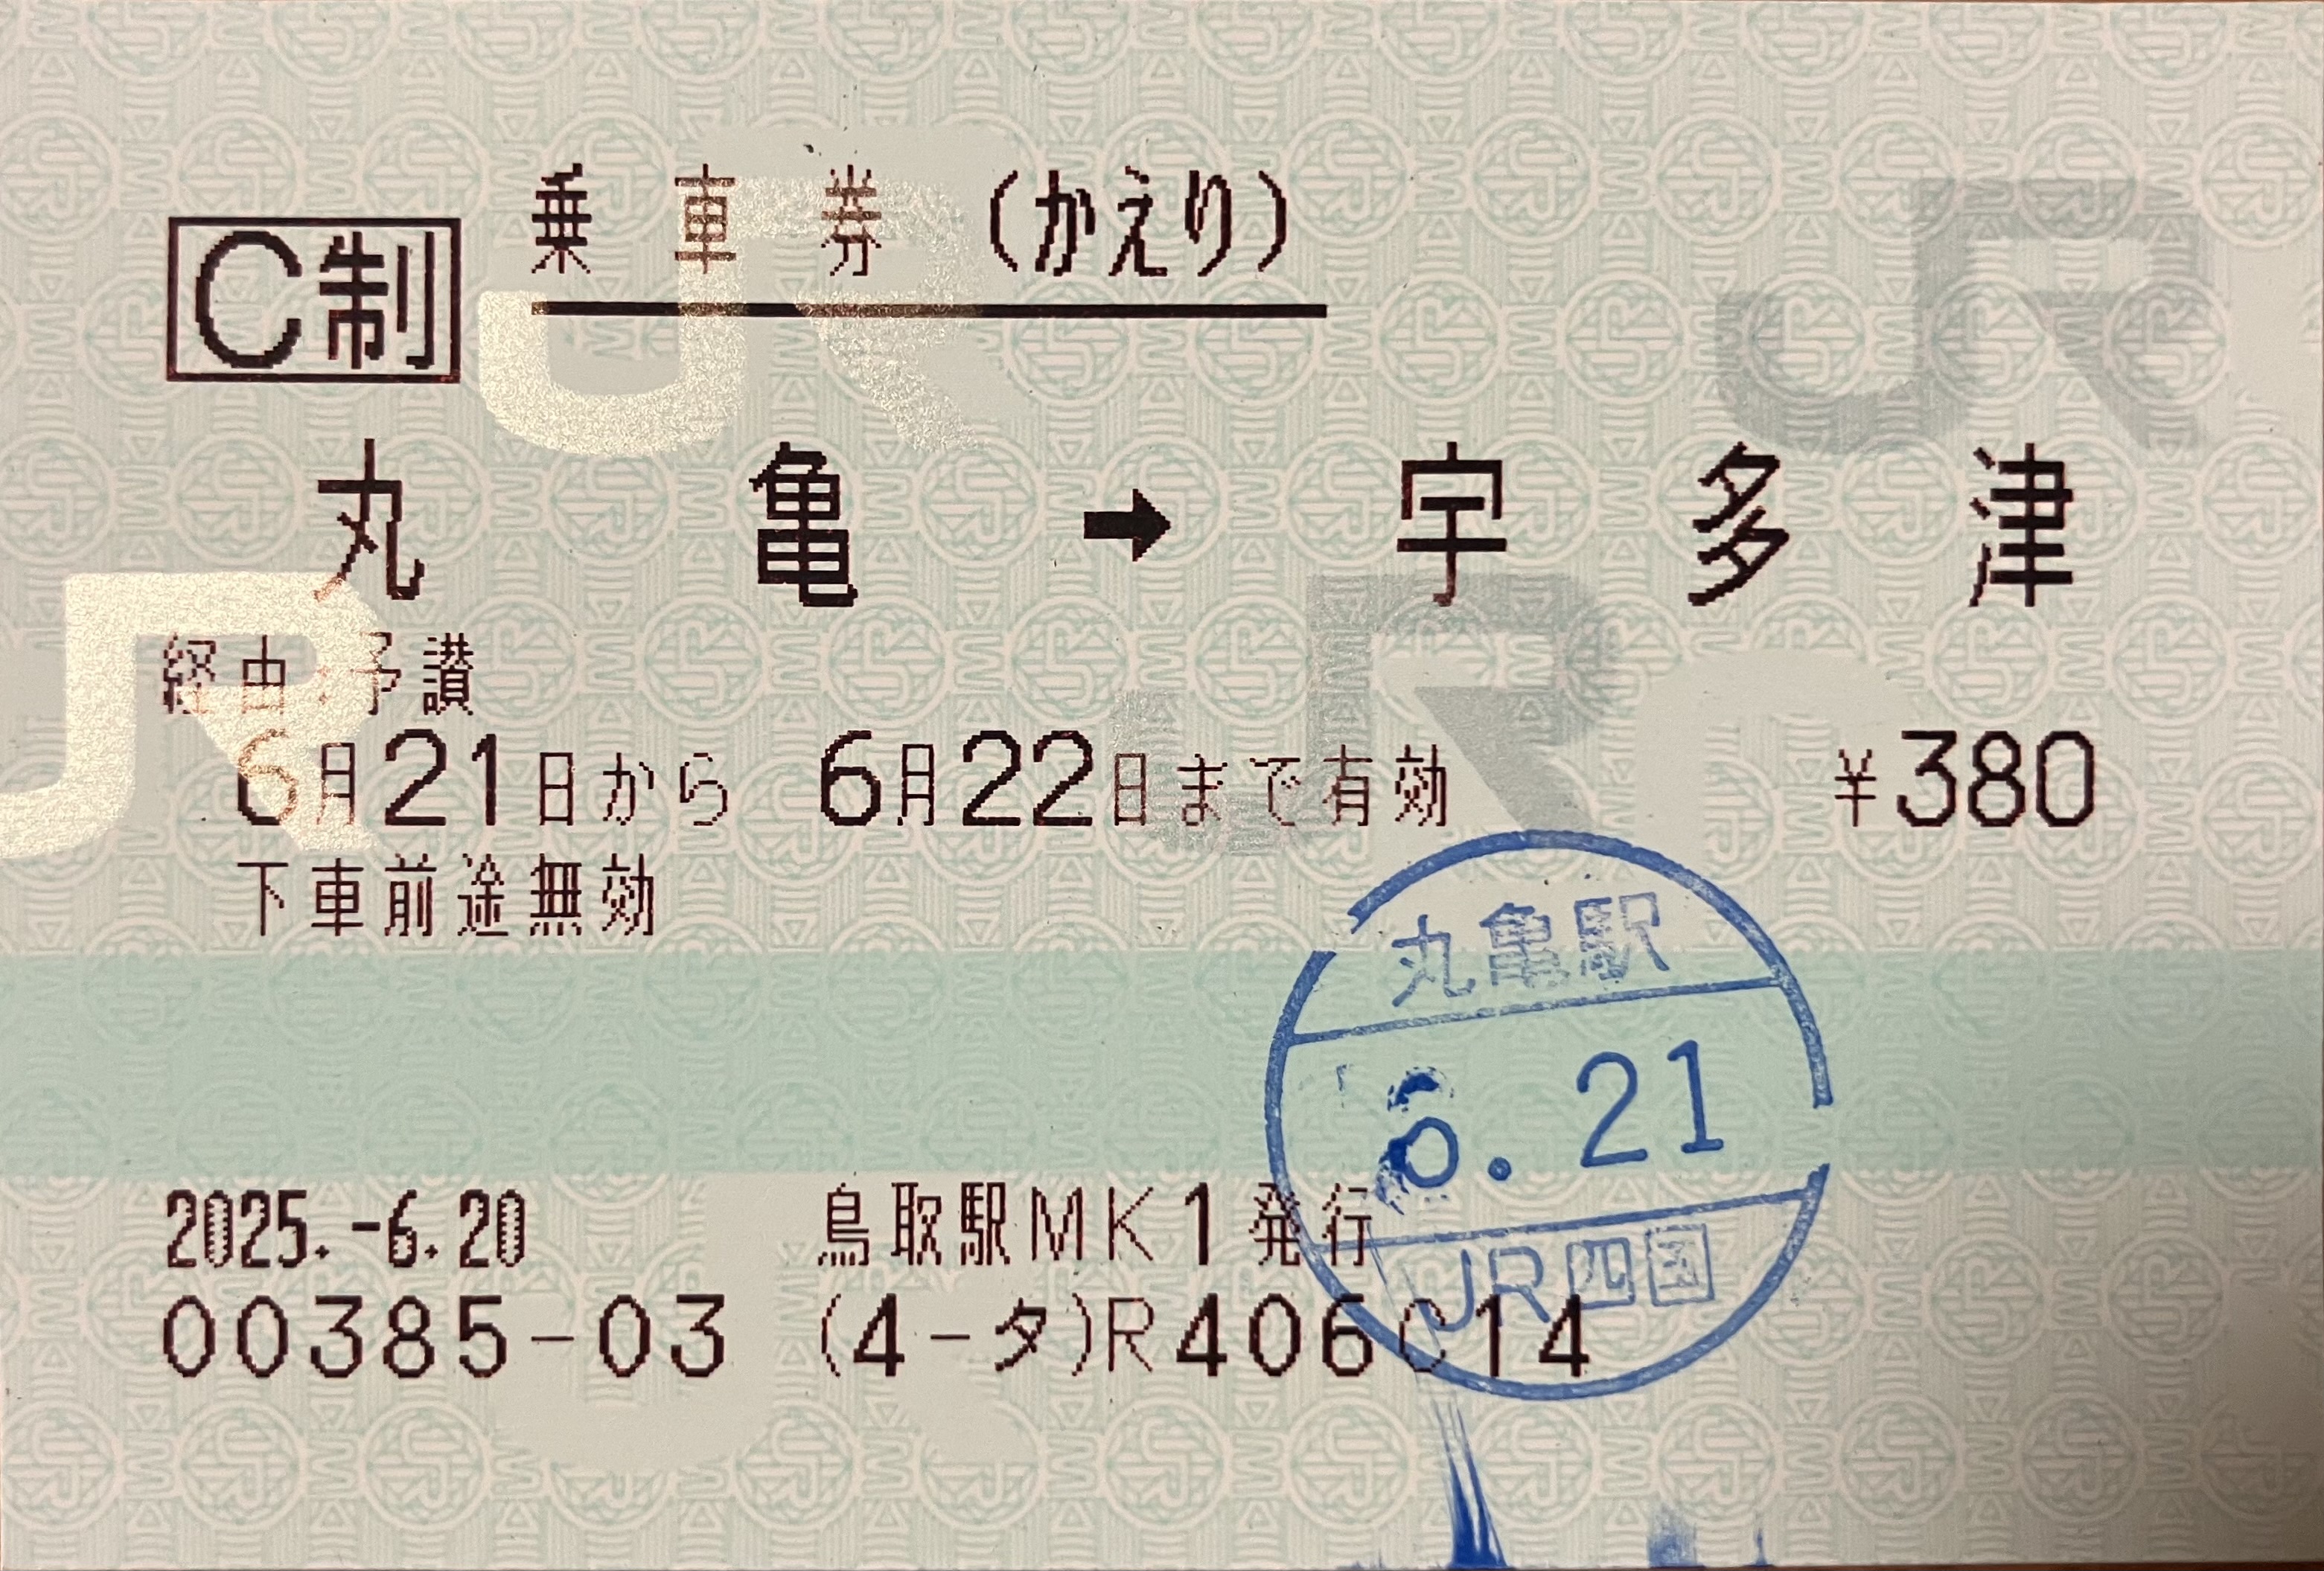 C制 乗車券(かえり)
丸亀➡宇多津
経由:予讃
6月21日から 6月22日まで有効 ¥380
下車前途無効
丸亀駅
6.21
JR四国
2025.-6.20 鳥取駅MK1発行
00385-03 (4-タ)R406C14